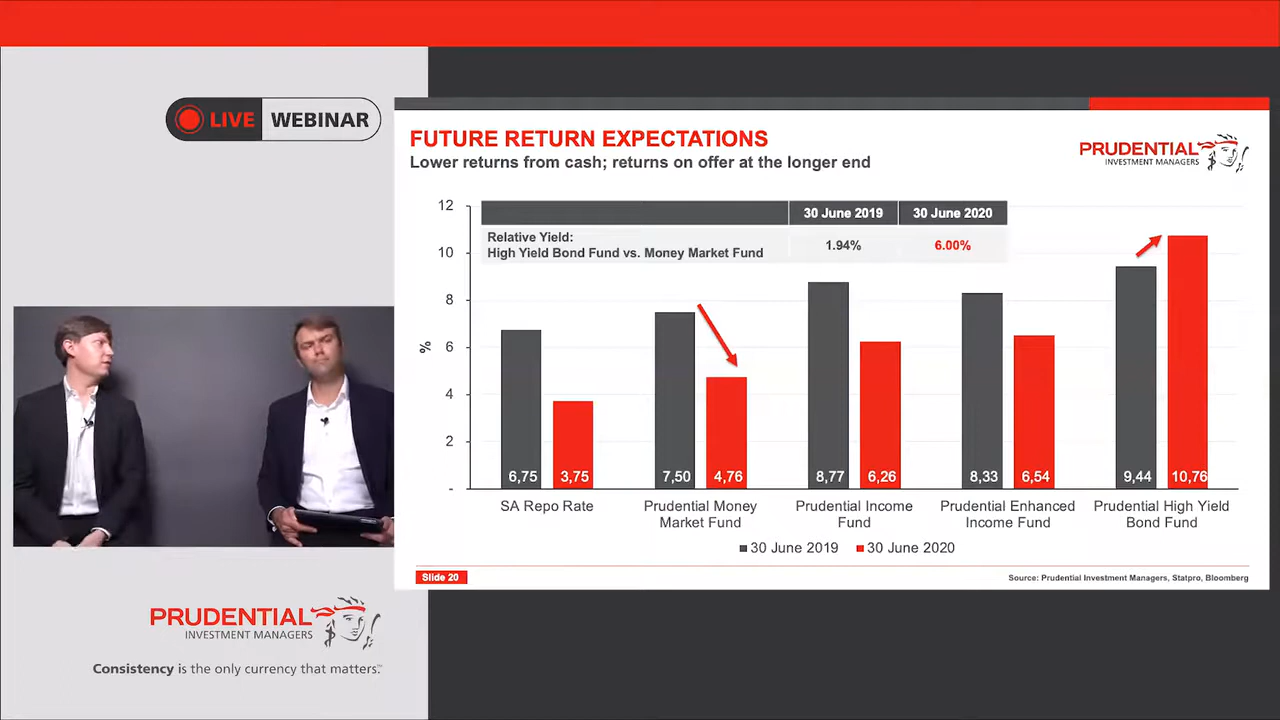 LIVE WEBINAR
FUTURE RETURN EXPECTATIONS
Lower returns from cash; returns on offer at the longer end
PRUDENTIAL
INVESTMENT MANAGERS
30 June 2019 30 June 2020
Relative Yield:
High Yield Bond Fund vs. Money Market Fund 1.94% 6.00%
%
12
10
8
6
4
2
-
6,75 3,75 7,50 4,76 8,77 6,26 8,33 6,54 9,44 10,76
SA Repo Rate
Prudential Money
Market Fund
Prudential Income
Fund
Prudential Enhanced
Income Fund
Prudential High Yield
Bond Fund
30 June 2019 30 June 2020
Slide 20
Source: Prudential Investment Managers, Statpro, Bloomberg
PRUDENTIAL
INVESTMENT MANAGERS
Consistency is the only currency that matters.™